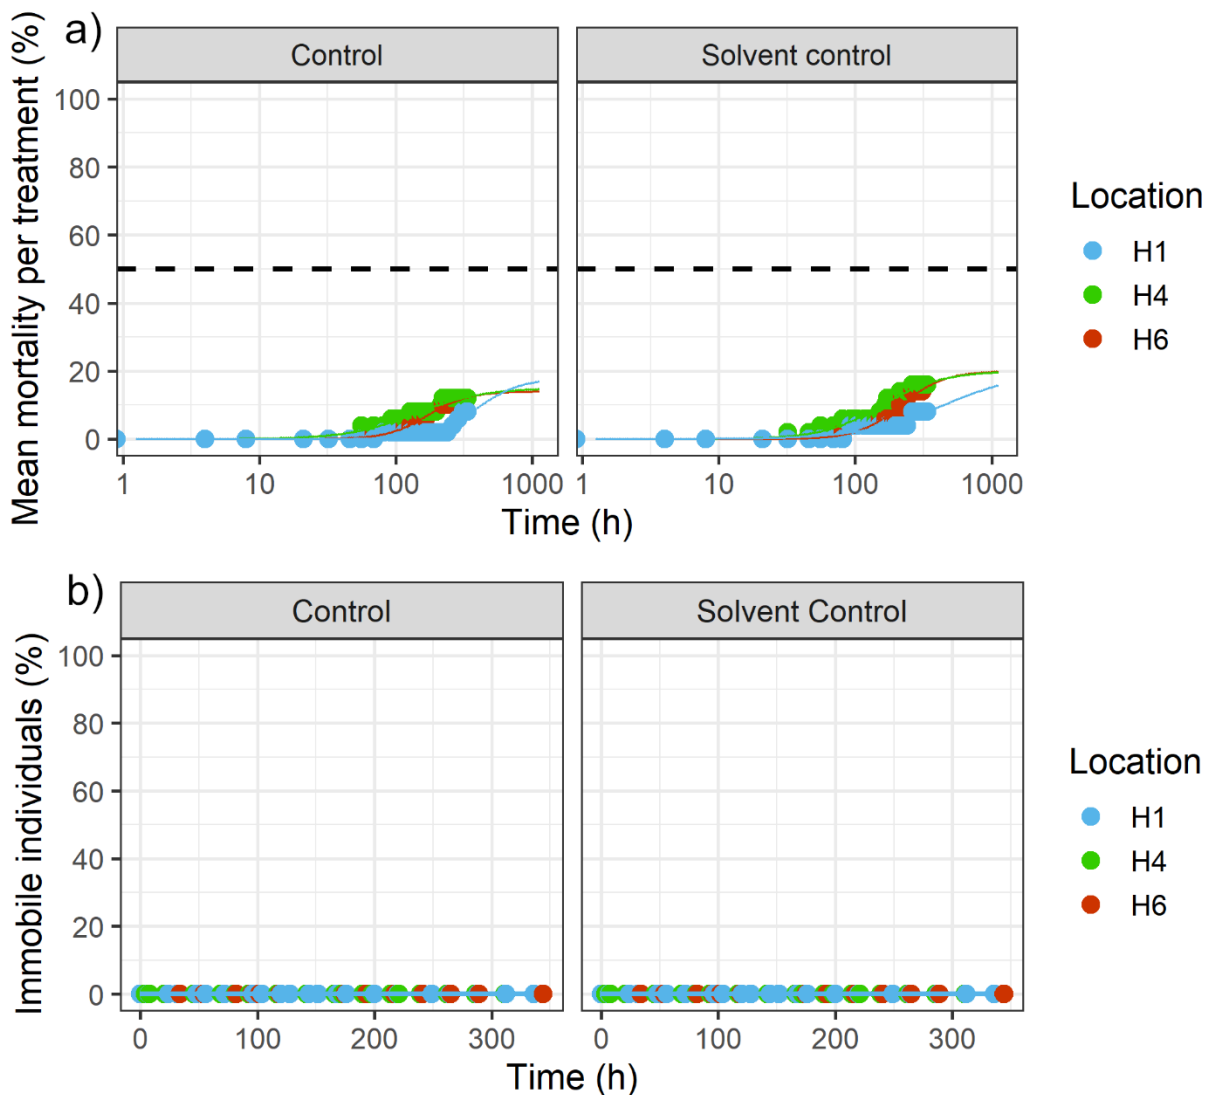 a)
Mean mortality per treatment (%)
Control
Solvent control
100
80
60
40
20
0
1 10 100 1000
1 10 100 1000
Time (h)
Location
H1
H4
H6
b)
Immobile individuals (%)
Control
Solvent Control
100
80
60
40
20
0
0 100 200 300
0 100 200 300
Time (h)
Location
H1
H4
H6